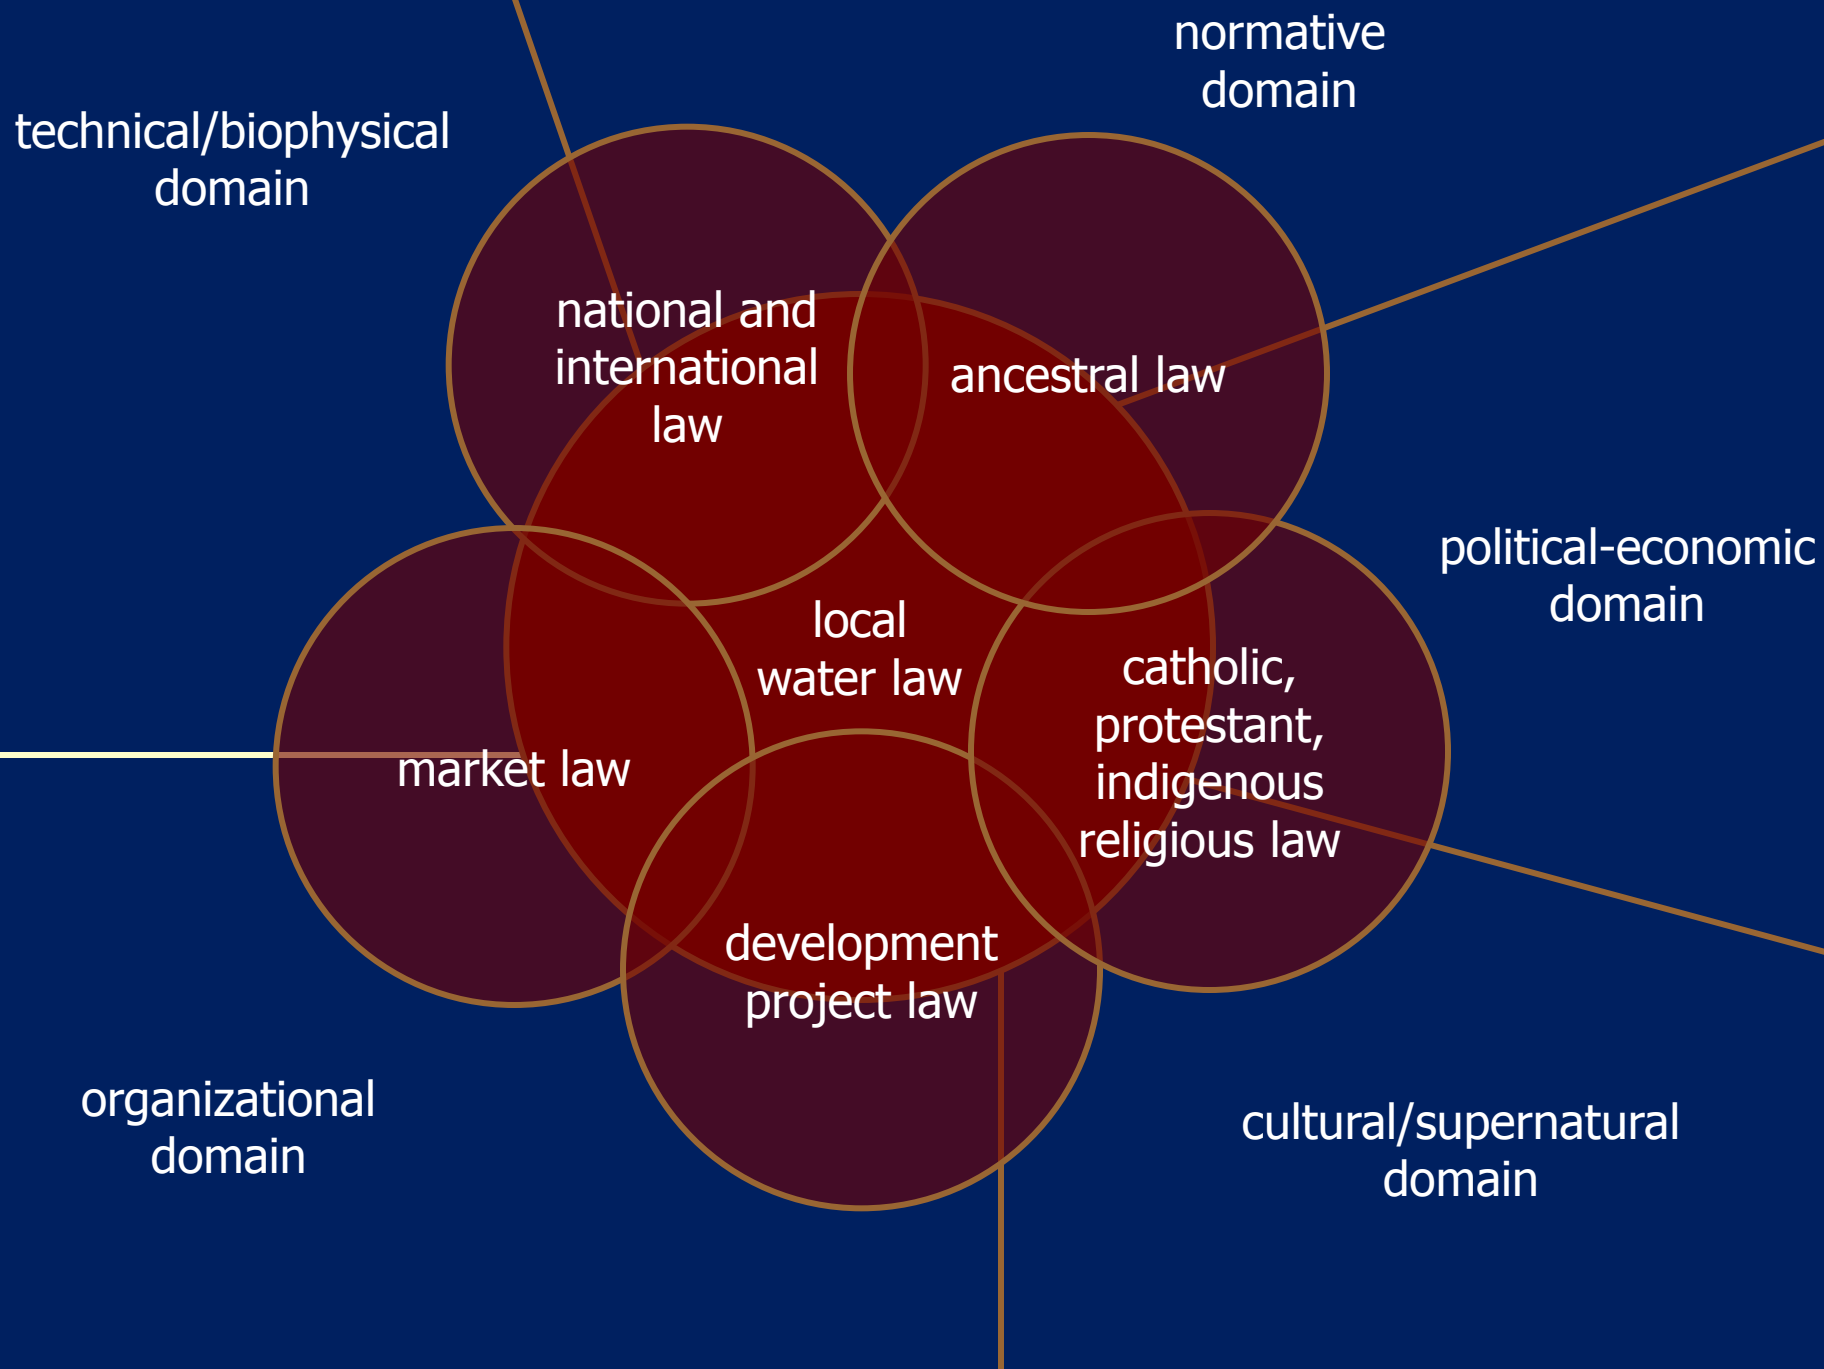 normative
domain
technical/biophysical
domain
national and
international
law
ancestral law
political-economic
domain
local
water law
catholic,
protestant,
indigenous
religious law
market law
development
project law
organizational
domain
cultural/supernatural
domain